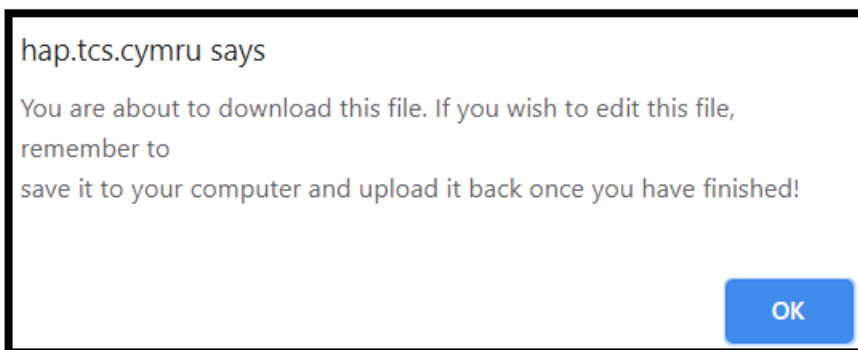 hap.tcs.cymru says
You are about to download this file. If you wish to edit this file,
remember to
save it to your computer and upload it back once you have finished!
OK